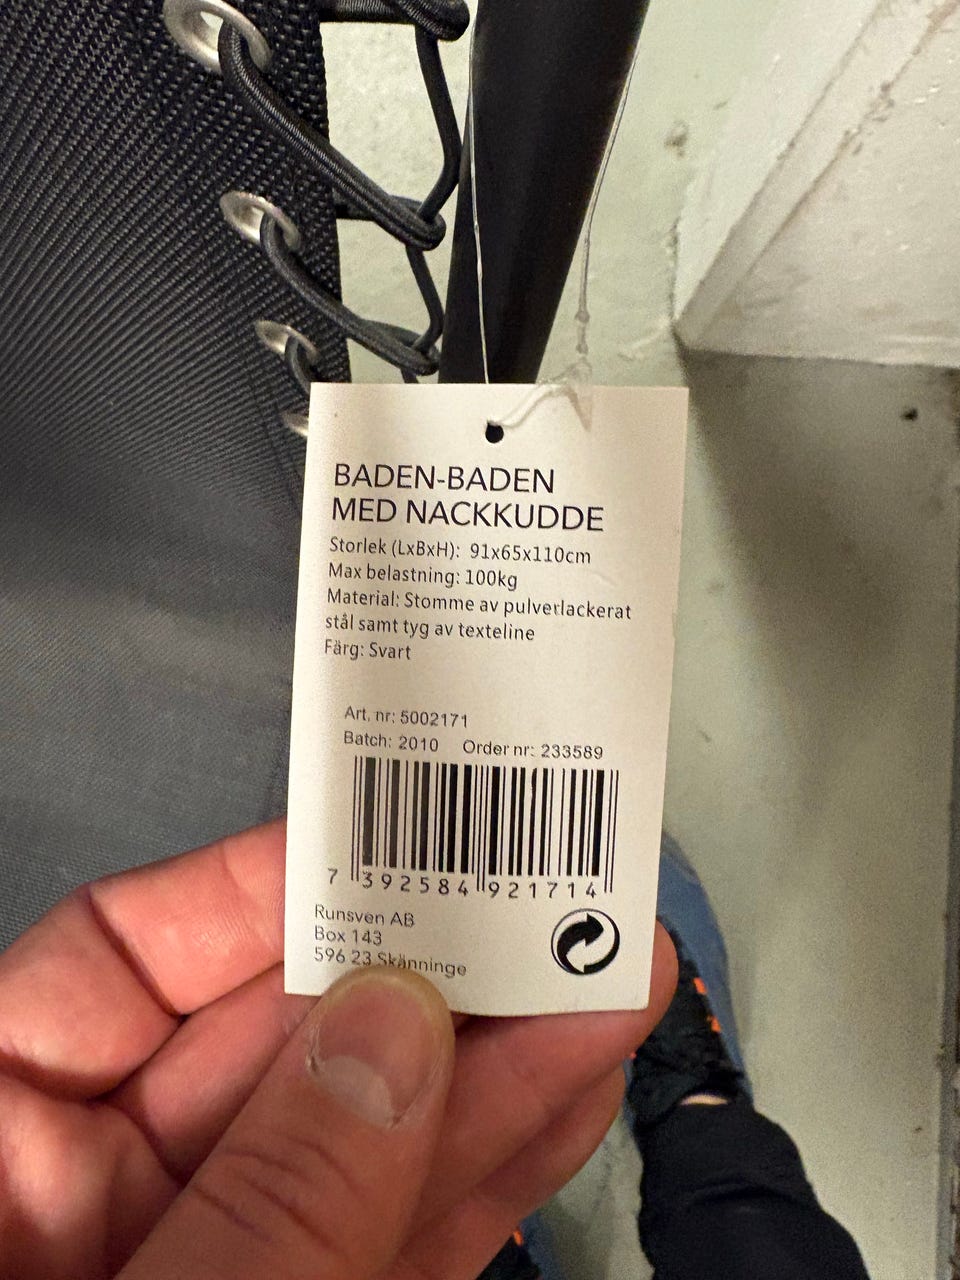 BADEN-BADEN
MED NACKKUDDE
Storlek (LxBxH): 91x65x110cm
Max belastning: 100kg
Material: Stomme av pulverlackerat
stål samt tyg av texteline
Färg: Svart
Art. nr: 5002171
Batch: 2010 Order nr: 233589
7 392584 921714
Runsven AB
Box 143
596 23 Skänninge